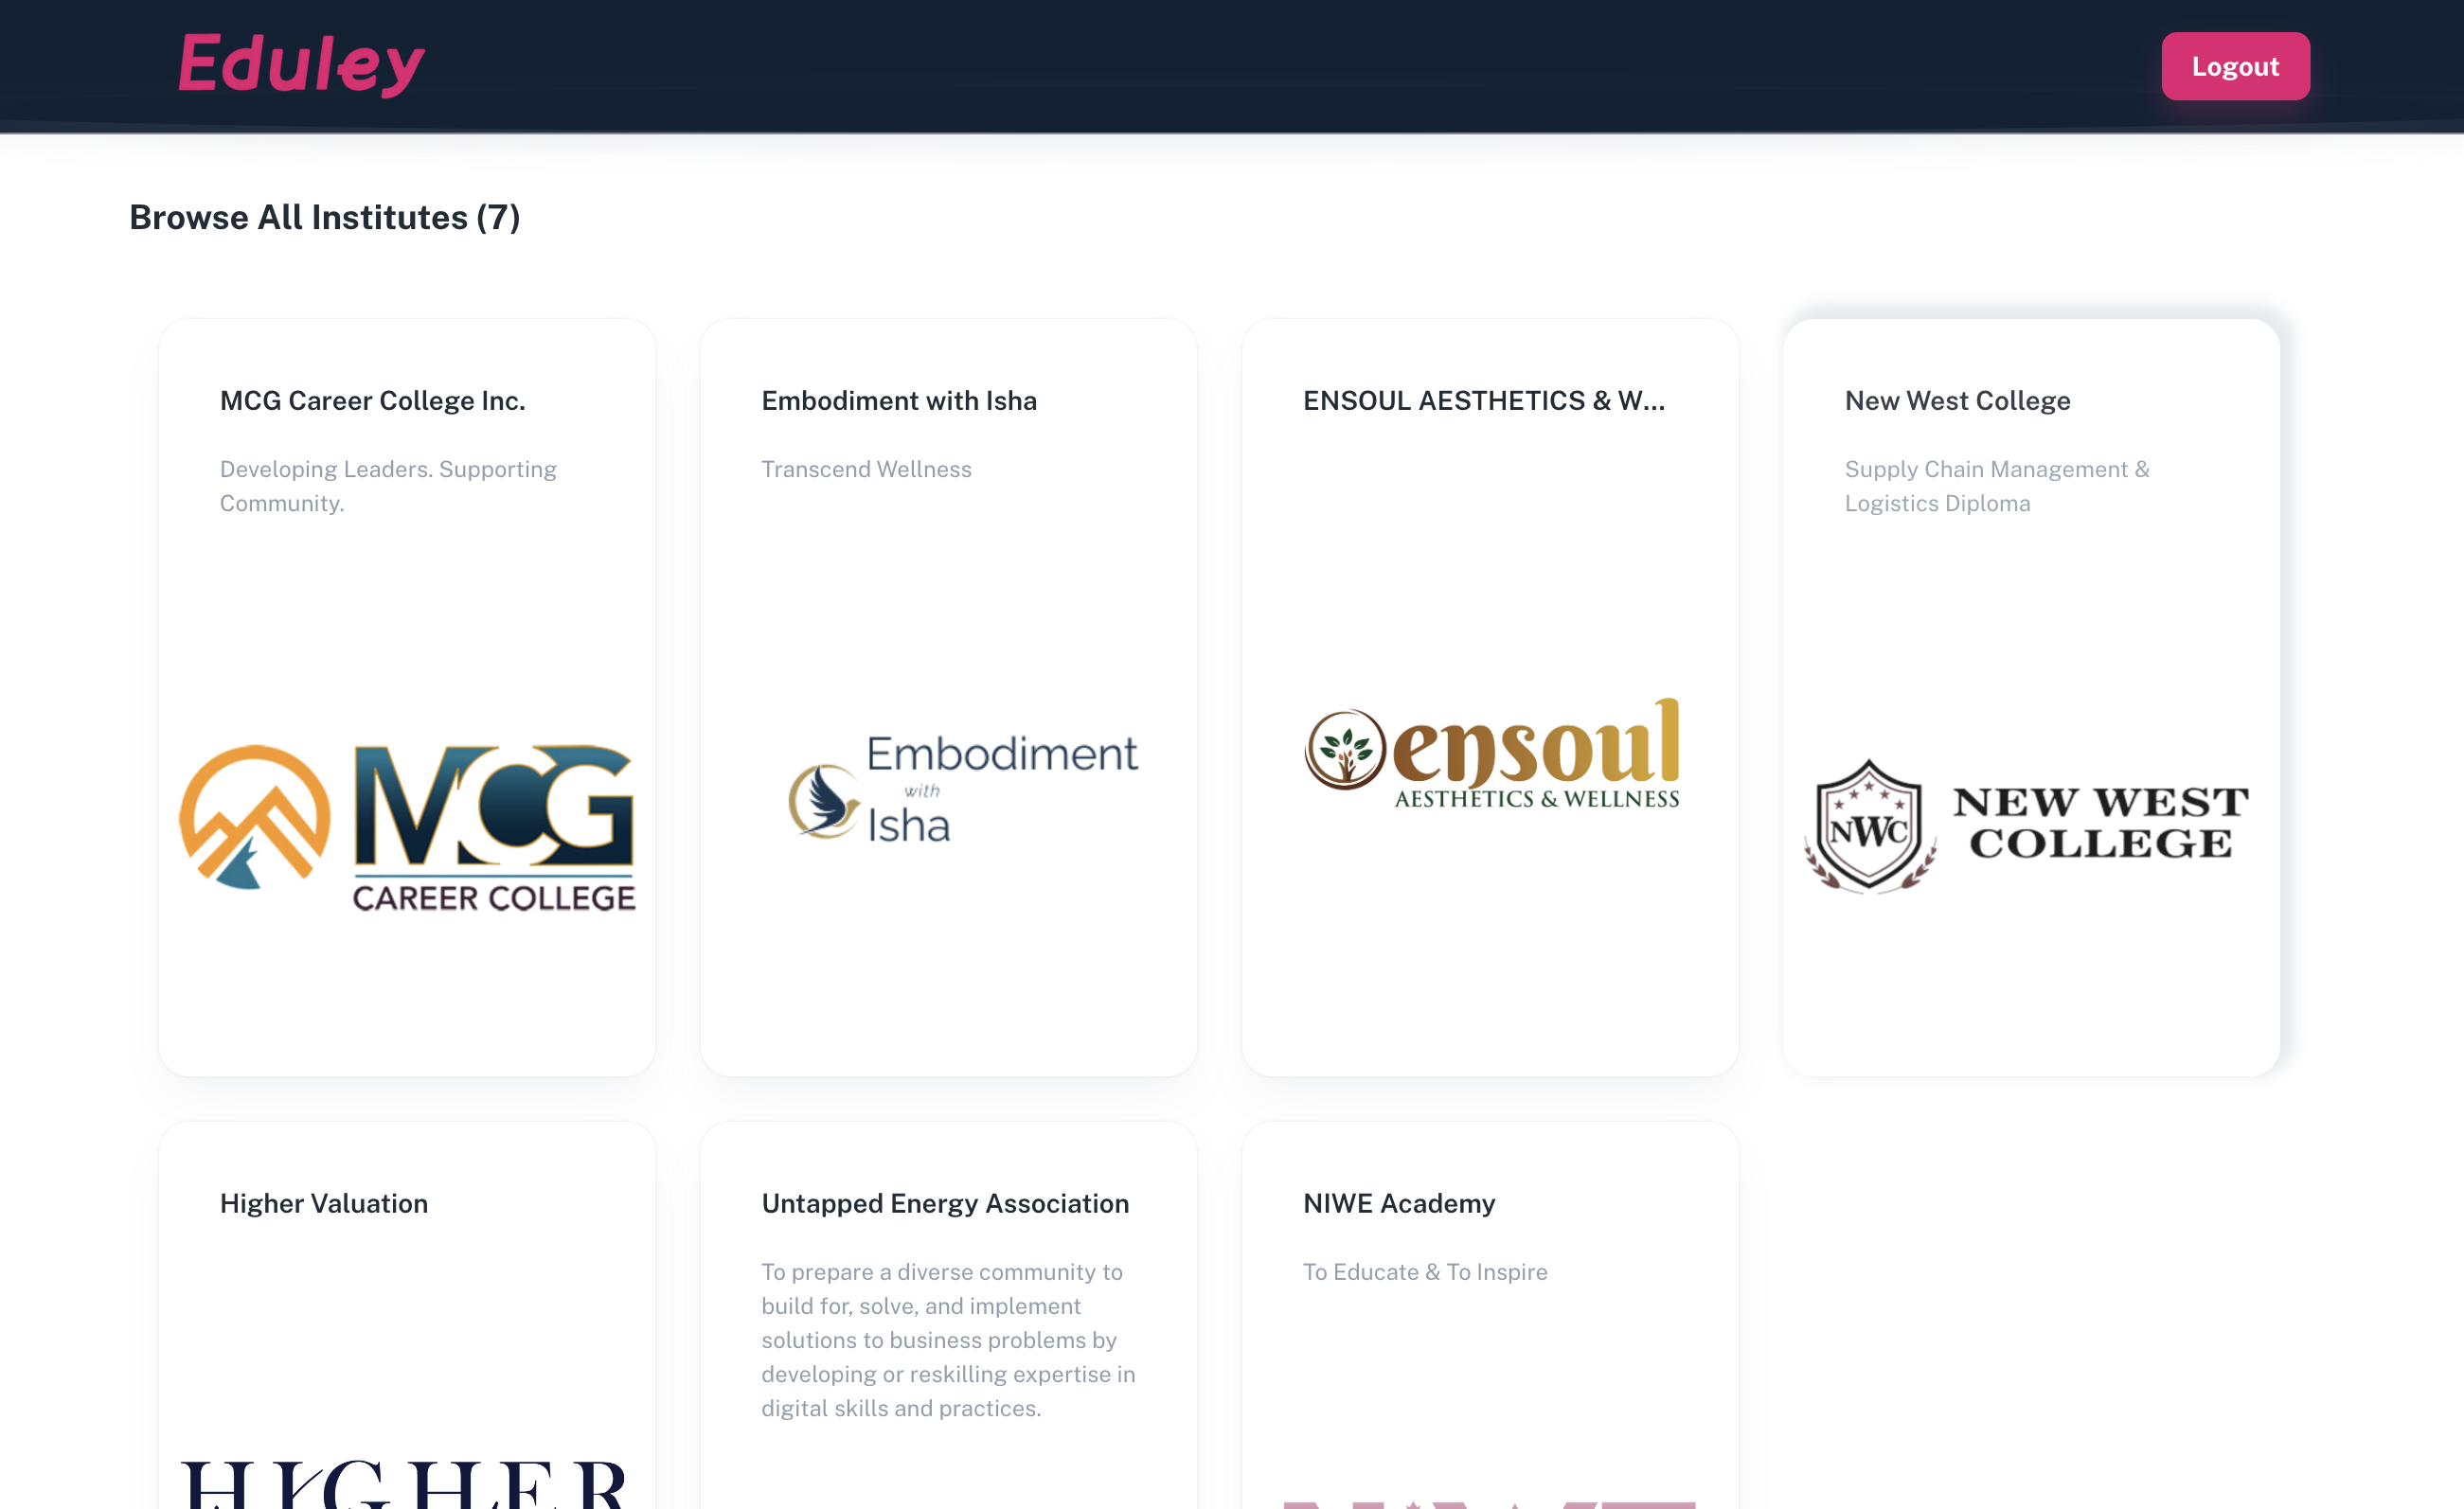 Eduley
Logout
Browse All Institutes (7)
MCG Career College Inc.
Developing Leaders. Supporting
Community.
MCG
CAREER COLLEGE
Embodiment with Isha
Transcend Wellness
Embodiment
with
Isha
ENSOUL AESTHETICS & W...
ensoul
AESTHETICS & WELLNESS
New West College
Supply Chain Management &
Logistics Diploma
NWC
NEW WEST
COLLEGE
Higher Valuation
HIGHER
Untapped Energy Association
To prepare a diverse community to
build for, solve, and implement
solutions to business problems by
developing or reskilling expertise in
digital skills and practices.
NIWE Academy
To Educate & To Inspire